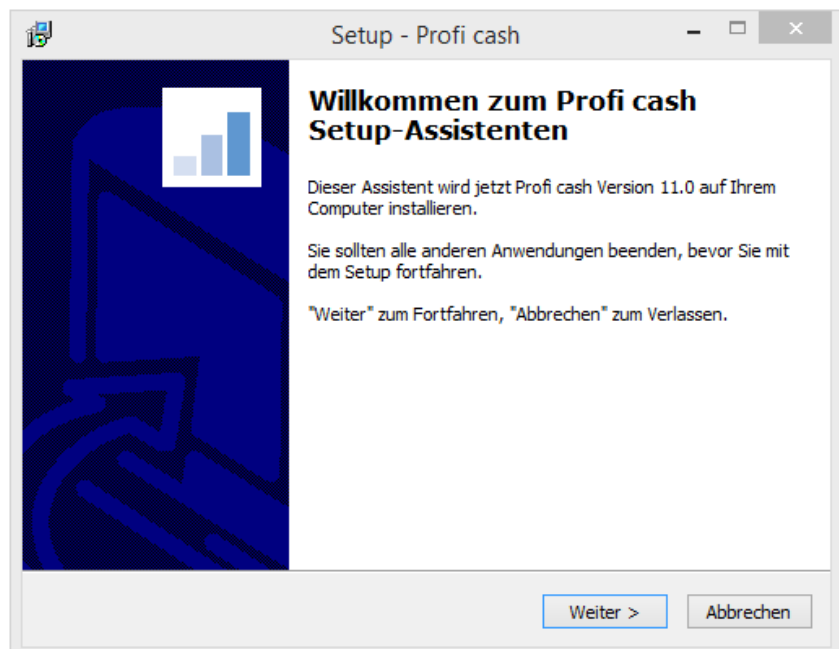 Setup - Profi cash
Willkommen zum Profi cash
Setup-Assistenten
Dieser Assistent wird jetzt Profi cash Version 11.0 auf Ihrem
Computer installieren.
Sie sollten alle anderen Anwendungen beenden, bevor Sie mit
dem Setup fortfahren.
"Weiter" zum Fortfahren, "Abbrechen" zum Verlassen.
Weiter >
Abbrechen